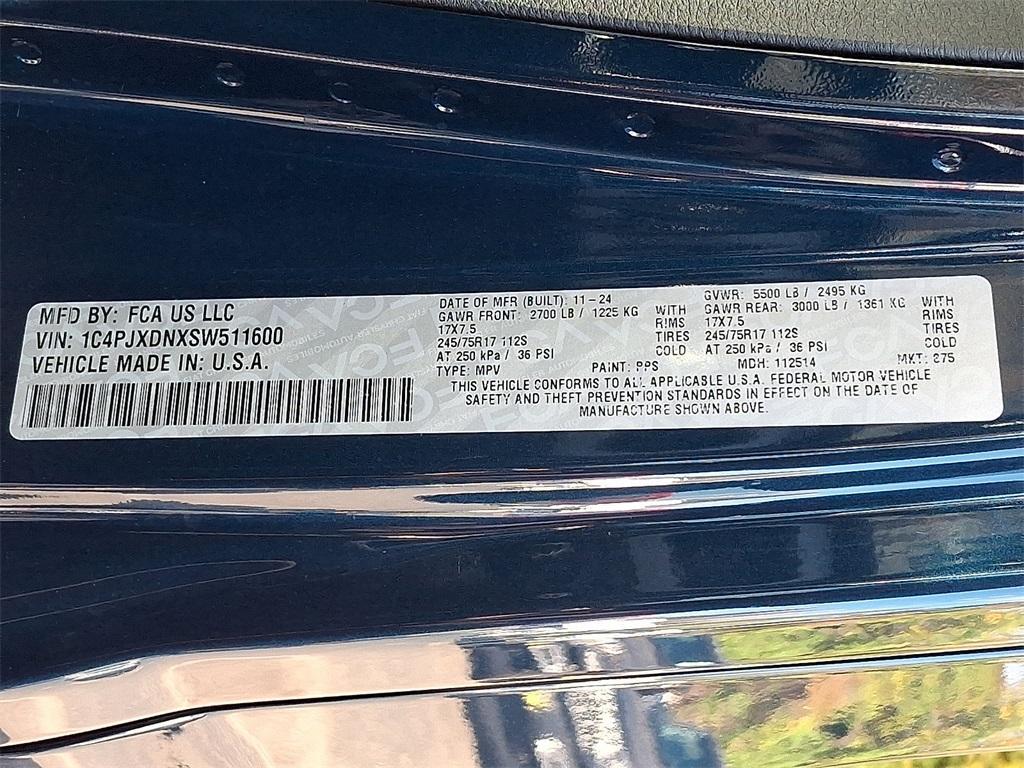 MFD BY: FCA US LLC
VIN: 1C4PJXDNXSW511600
VEHICLE MADE IN: U.S.A.
DATE OF MFR (BUILT): 11-24
GAWR FRONT: 2700 LB / 1225 KG WITH
17X7.5 RIMS
245/75R17 112S TIRES
AT 250 kPa / 36 PSI COLD
GVWR: 5500 LB / 2495 KG
GAWR REAR: 3000 LB / 1361 KG WITH
17X7.5 RIMS
245/75R17 112S TIRES
AT 250 kPa / 36 PSI COLD
TYPE: MPV PAINT: PPS MDH: 112514 MKT: 875
THIS VEHICLE CONFORMS TO ALL APPLICABLE U.S.A. FEDERAL MOTOR VEHICLE
SAFETY AND THEFT PREVENTION STANDARDS IN EFFECT ON THE DATE OF
MANUFACTURE SHOWN ABOVE.